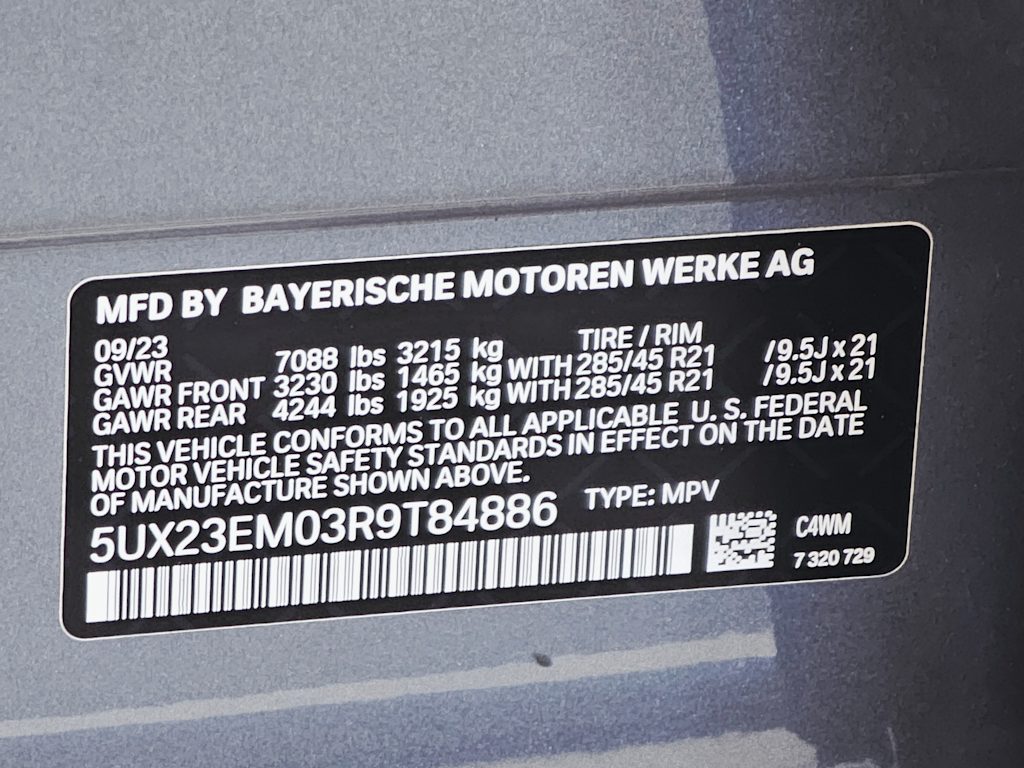 MFD BY BAYERISCHE MOTOREN WERKE AG
09/23 TIRE / RIM
GVWR 7088 lbs 3215 kg
GAWR FRONT 3230 lbs 1465 kg WITH 285/45 R21 /9.5J x 21
GAWR REAR 4244 lbs 1925 kg WITH 285/45 R21 /9.5J x 21
THIS VEHICLE CONFORMS TO ALL APPLICABLE U. S. FEDERAL
MOTOR VEHICLE SAFETY STANDARDS IN EFFECT ON THE DATE
OF MANUFACTURE SHOWN ABOVE.
5UX23EM03R9T84886 TYPE: MPV
C4WM
7 320 729